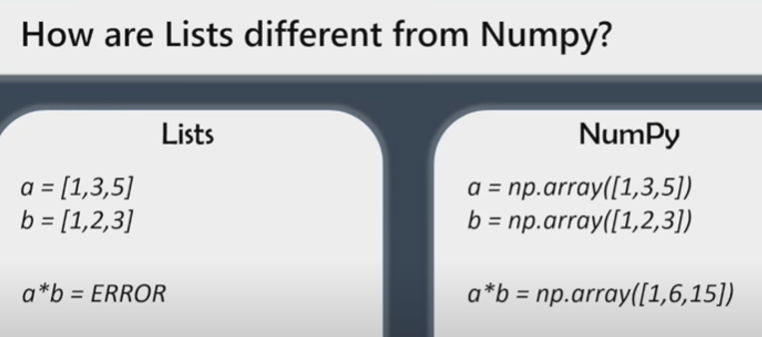 How are Lists different from Numpy?
Lists
a = [1,3,5]
b = [1,2,3]
a*b = ERROR
NumPy
a = np.array([1,3,5])
b = np.array([1,2,3])
a*b = np.array([1,6,15])